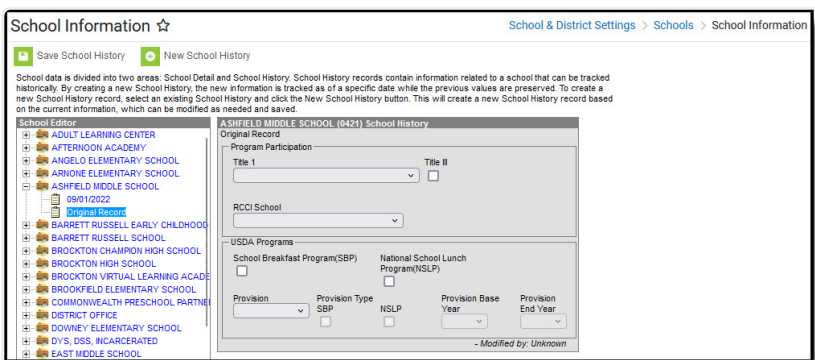 School Information ☆
School & District Settings > Schools > School Information
Save School History New School History
School data is divided into two areas: School Detail and School History. School History records contain information related to a school that can be tracked
historically. By creating a new School History, the new information is tracked as of a specific date while the previous values are preserved. To create a
new School History record, select an existing School History and click the New School History button. This will create a new School History record based
on the current information, which can be modified as needed and saved.
School Editor
ADULT LEARNING CENTER
AFTERNOON ACADEMY
ANGELO ELEMENTARY SCHOOL
ARNONE ELEMENTARY SCHOOL
ASHFIELD MIDDLE SCHOOL
09/01/2022
Original Record
BARRETT RUSSELL EARLY CHILDHOOD
BARRETT RUSSELL SCHOOL
BROCKTON CHAMPION HIGH SCHOOL
BROCKTON HIGH SCHOOL
BROCKTON VIRTUAL LEARNING ACADE
BROOKFIELD ELEMENTARY SCHOOL
COMMONWEALTH PRESCHOOL PARTNE
DISTRICT OFFICE
DOWNEY ELEMENTARY SCHOOL
DYS, DSS, INCARCERATED
EAST MIDDLE SCHOOL
ASHFIELD MIDDLE SCHOOL (0421) School History
Original Record
Program Participation
Title 1 Title III
RCCI School
USDA Programs
School Breakfast Program(SBP) National School Lunch
Program(NSLP)
Provision Provision Type Provision Base Provision
SBP NSLP Year End Year
- Modified by: Unknown